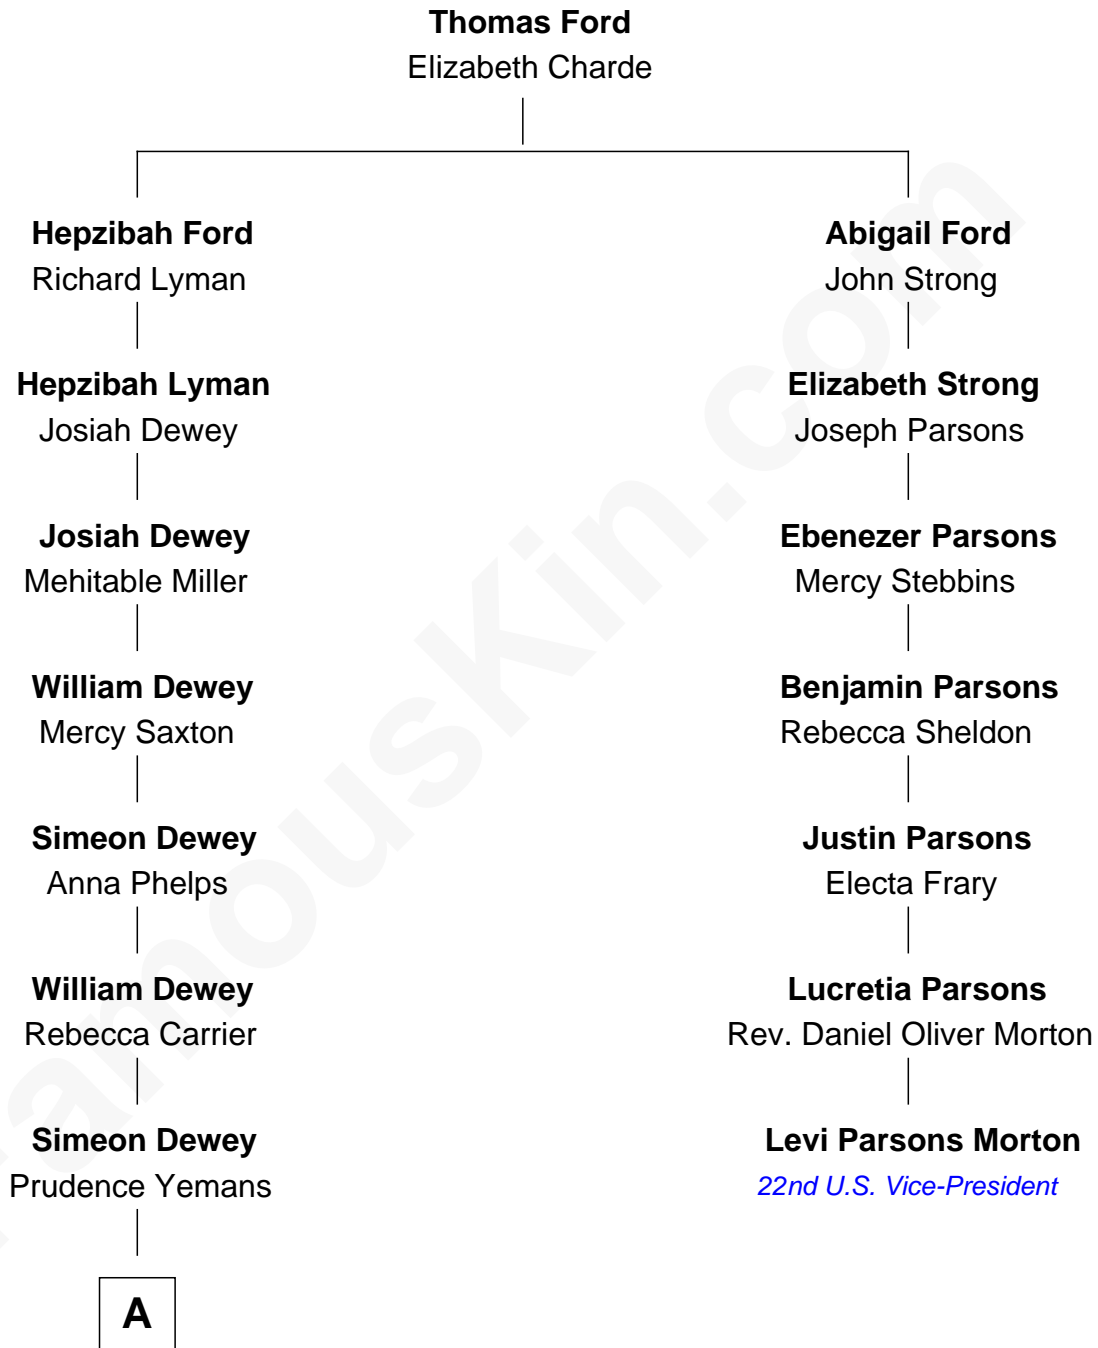 Thomas Ford
Elizabeth Charde
Hepzibah Ford
Richard Lyman
Hepzibah Lyman
Josiah Dewey
Josiah Dewey
Mehitable Miller
William Dewey
Mercy Saxton
Simeon Dewey
Anna Phelps
William Dewey
Rebecca Carrier
Simeon Dewey
Prudence Yemans
A
Abigail Ford
John Strong
Elizabeth Strong
Joseph Parsons
Ebenezer Parsons
Mercy Stebbins
Benjamin Parsons
Rebecca Sheldon
Justin Parsons
Electa Frary
Lucretia Parsons
Rev. Daniel Oliver Morton
Levi Parsons Morton
22nd U.S. Vice-President
FamousKin.com